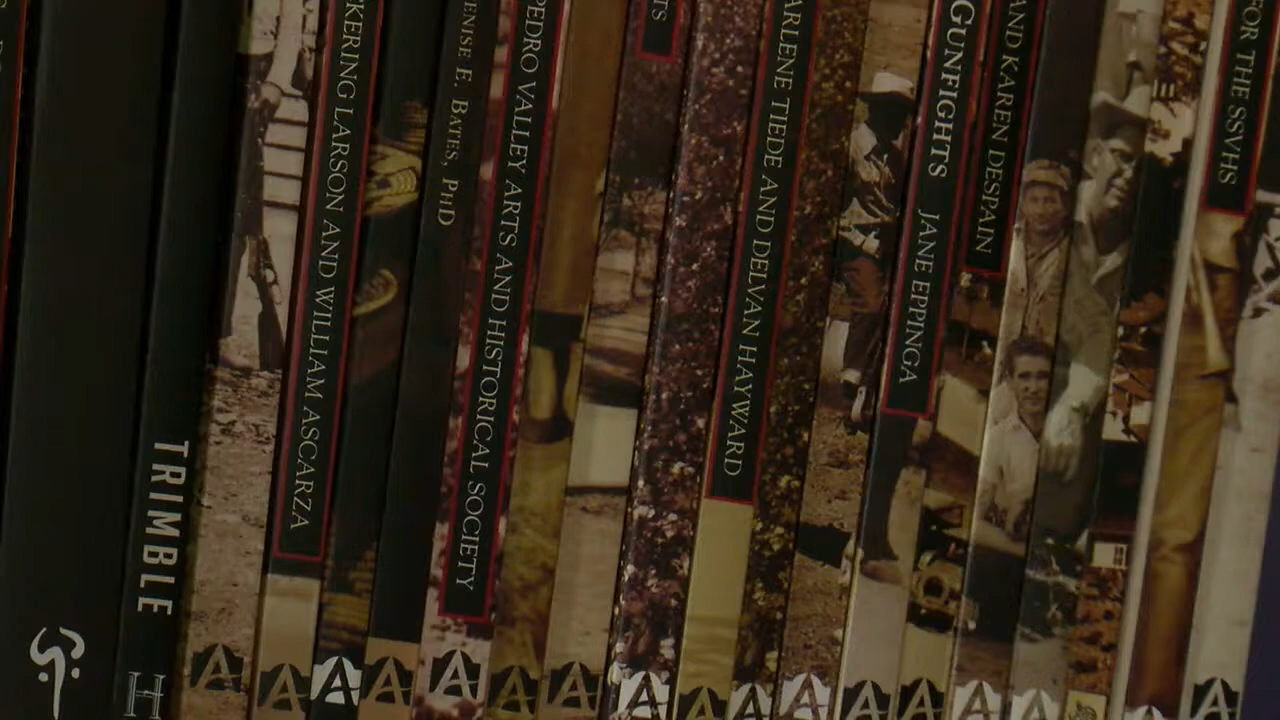 TRIMBLE
H
KERING LARSON AND WILLIAM ASCARZA
ENISE E. BATES, PHD
PEDRO VALLEY ARTS AND HISTORICAL SOCIETY
TS
ARLENE TIEDE AND DELVAN HAYWARD
GUNFIGHTS JANE EPPINGA
AND KAREN DESPAIN
FOR THE SSVHS